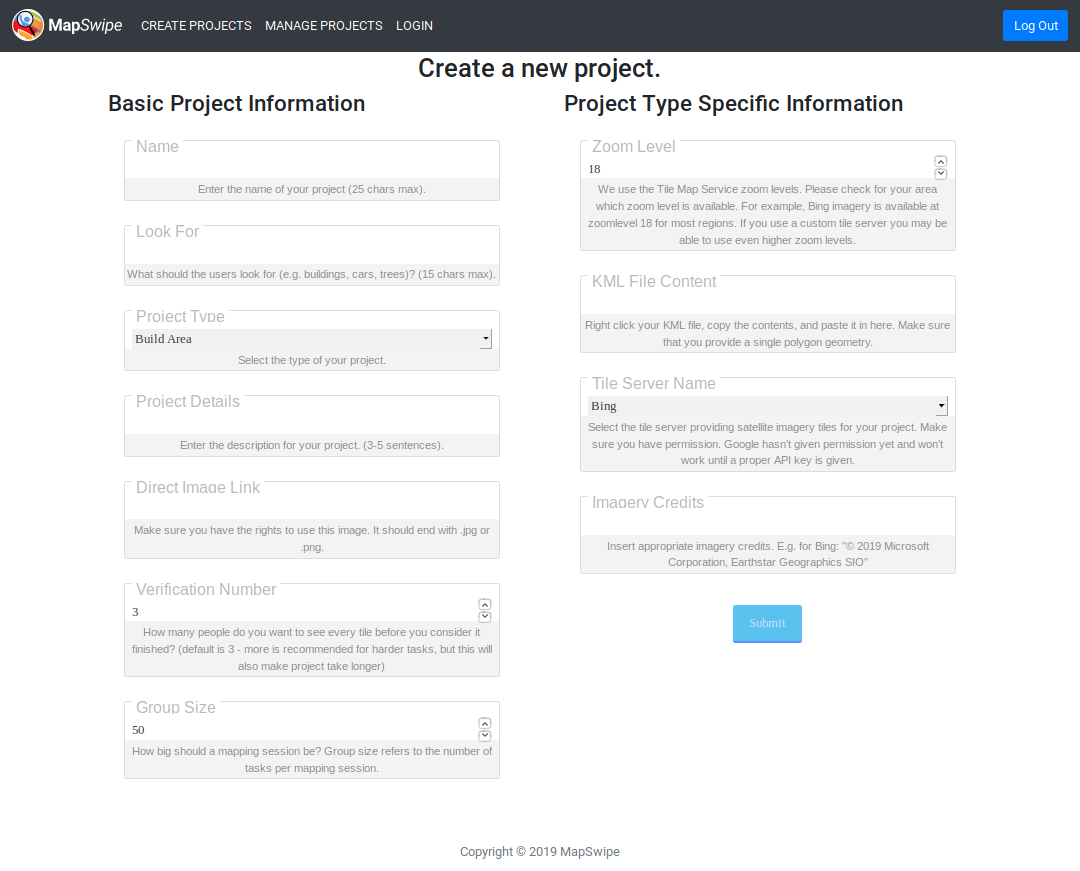 MapSwipe CREATE PROJECTS MANAGE PROJECTS LOGIN Log Out
Create a new project.
Basic Project Information
Name
Enter the name of your project (25 chars max).
Look For
What should the users look for (e.g. buildings, cars, trees)? (15 chars max).
Project Type
Build Area
Select the type of your project.
Project Details
Enter the description for your project. (3-5 sentences).
Direct Image Link
Make sure you have the rights to use this image. It should end with .jpg or
.png.
Verification Number
3
How many people do you want to see every tile before you consider it
finished? (default is 3 - more is recommended for harder tasks, but this will
also make project take longer)
Group Size
50
How big should a mapping session be? Group size refers to the number of
tasks per mapping session.
Project Type Specific Information
Zoom Level
18
We use the Tile Map Service zoom levels. Please check for your area
which zoom level is available. For example, Bing imagery is available at
zoomlevel 18 for most regions. If you use a custom tile server you may be
able to use even higher zoom levels.
KML File Content
Right click your KML file, copy the contents, and paste it in here. Make sure
that you provide a single polygon geometry.
Tile Server Name
Bing
Select the tile server providing satellite imagery tiles for your project. Make
sure you have permission. Google hasn't given permission yet and won't
work until a proper API key is given.
Imagery Credits
Insert appropriate imagery credits. E.g. for Bing: "© 2019 Microsoft
Corporation, Earthstar Geographics SIO"
Submit
Copyright © 2019 MapSwipe